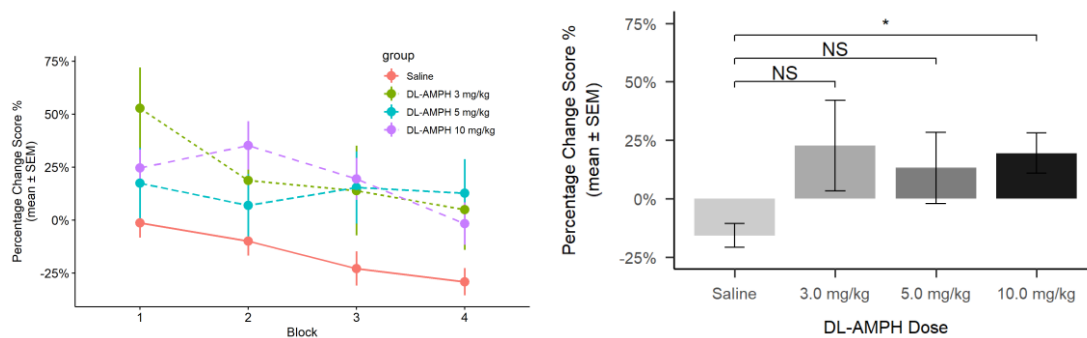 group
Saline
DL-AMPH 3 mg/kg
DL-AMPH 5 mg/kg
DL-AMPH 10 mg/kg
75%
50%
25%
0%
-25%
Percentage Change Score %
(mean ± SEM)
1 2 3 4
Block
*
NS
NS
75%
50%
25%
0%
-25%
Percentage Change Score %
(mean ± SEM)
Saline 3.0 mg/kg 5.0 mg/kg 10.0 mg/kg
DL-AMPH Dose